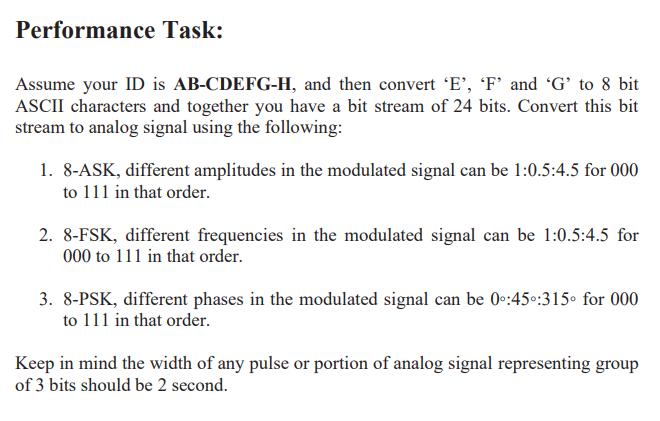 Performance Task:
Assume your ID is AB-CDEFG-H, and then convert ‘E’, ‘F’ and ‘G’ to 8 bit
ASCII characters and together you have a bit stream of 24 bits. Convert this bit
stream to analog signal using the following:
1. 8-ASK, different amplitudes in the modulated signal can be 1:0.5:4.5 for 000
to 111 in that order.
2. 8-FSK, different frequencies in the modulated signal can be 1:0.5:4.5 for
000 to 111 in that order.
3. 8-PSK, different phases in the modulated signal can be 0◦:45◦:315◦ for 000
to 111 in that order.
Keep in mind the width of any pulse or portion of analog signal representing group
of 3 bits should be 2 second.